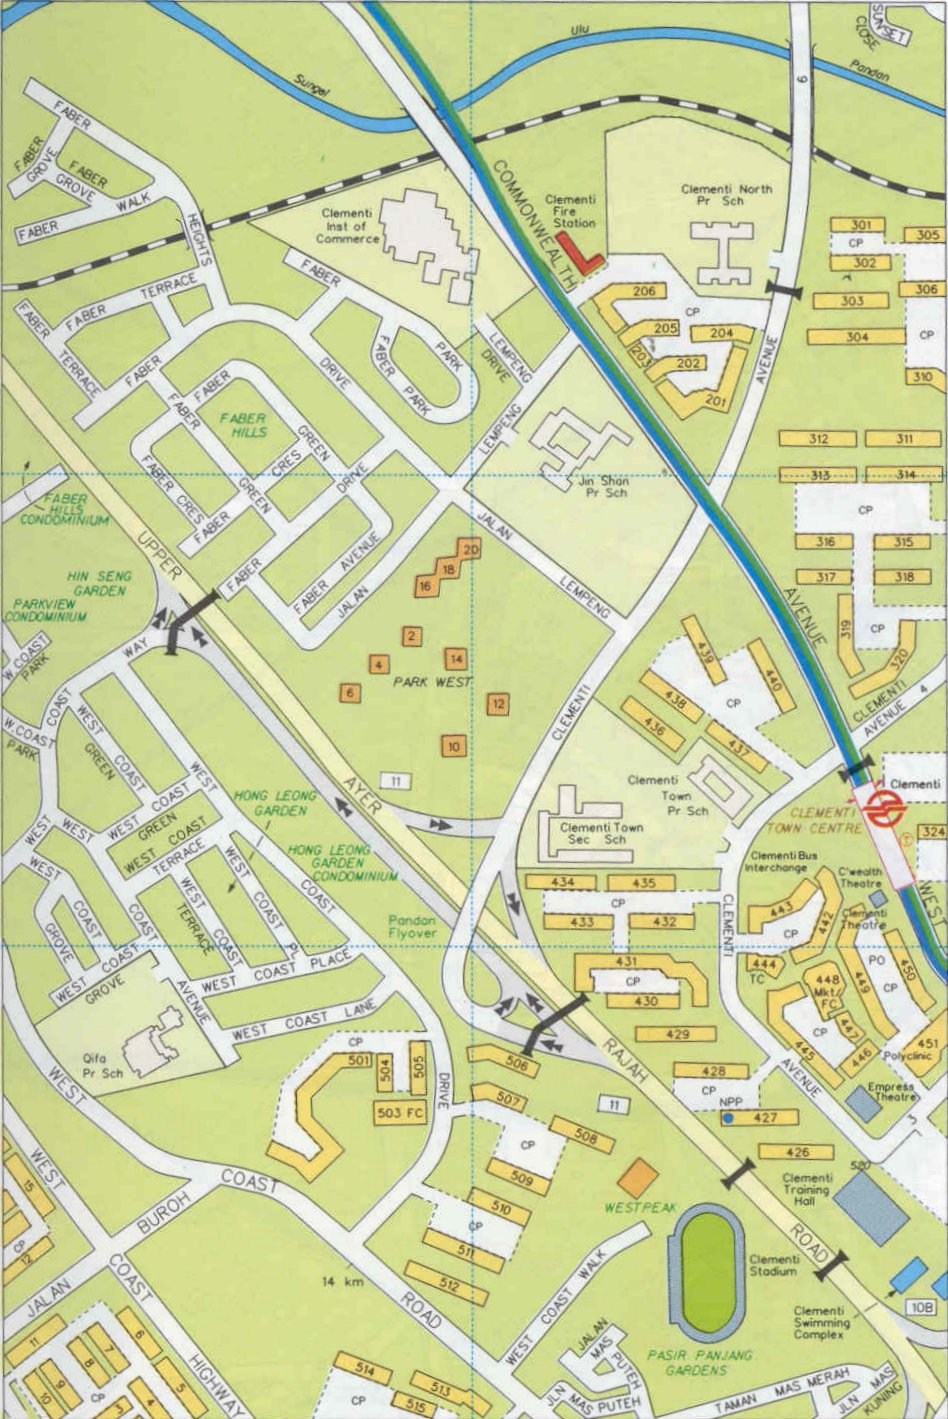 SUNSET
CLOSE
Ulu
Sungei
Pandan
6
FABER
FABER
GROVE
FABER
GROVE
WALK
FABER
HEIGHTS
COMMONWEALTH
Clementi
Fire
Station
Clementi North
Pr Sch
Clementi
Inst of
Commerce
301
CP
302
305
306
303
304
CP
310
206
CP
205
204
203
202
201
AVENUE
FABER
TERRACE
FABER
TERRACE
FABER
DRIVE
FABER
PARK
FABER PARK
LEMPENG
DRIVE
LEMPENG
FABER
HILLS
FABER
FABER
GREEN
CRES
GREEN
DRIVE
FABER CRES
FABER
FABER
FABER
AVENUE
JALAN
Jin Shan
Pr Sch
312
311
313
314
CP
316
315
317
318
319
CP
320
FABER
HILLS
CONDOMINIUM
UPPER
HIN SENG
GARDEN
PARKVIEW
CONDOMINIUM
JALAN
LEMPENG
20
18
16
2
4
14
6
PARK WEST
12
10
11
AVENUE
CLEMENTI
AVENUE
4
439
440
438
CP
436
437
CLEMENTI
W. COAST
PARK
W. COAST
PARK
COAST
WAY
WEST
COAST
GREEN
WEST
COAST
WEST
WEST
WEST
COAST
GREEN
WEST
COAST
TERRACE
HONG LEONG
GARDEN
HONG LEONG
GARDEN
CONDOMINIUM
AYER
Clementi
Town
Pr Sch
Clementi Town
Sec Sch
CLEMENTI
TOWN CENTRE
Clementi
324
Clementi Bus
Interchange
C'wealth
Theatre
Clementi
Theatre
WEST
434
435
CP
433
432
431
CP
430
429
428
CP
NPP
427
426
CLEMENTI
443
442
CP
444
TC
448
Mkt/
FC
449
PO
CP
450
CP
447
445
446
451
Polyclinic
AVENUE
3
Empress
Theatre
Pandan
Flyover
WEST
COAST
GROVE
COAST
AVENUE
WEST
COAST
GROVE
WEST
COAST
TERRACE
WEST
COAST
PL
WEST COAST PLACE
WEST COAST LANE
COAST
DRIVE
Qifa
Pr Sch
CP
501
504
505
503 FC
506
507
11
508
CP
509
510
CP
511
512
RAJAH
ROAD
WESTPEAK
Clementi
Training
Hall
520
Clementi
Stadium
Clementi
Swimming
Complex
10B
WEST
COAST
ROAD
14 km
WEST
COAST
HIGHWAY
JALAN
BUROH
15
CP
12
11
6
7
8
9
10
CP
5
4
3
514
513
515
CP
WEST COAST WALK
JALAN
MAS
PUTEH
JLN
MAS PUTEH
PASIR PANJANG
GARDENS
TAMAN MAS MERAH
JLN MAS
KUNING